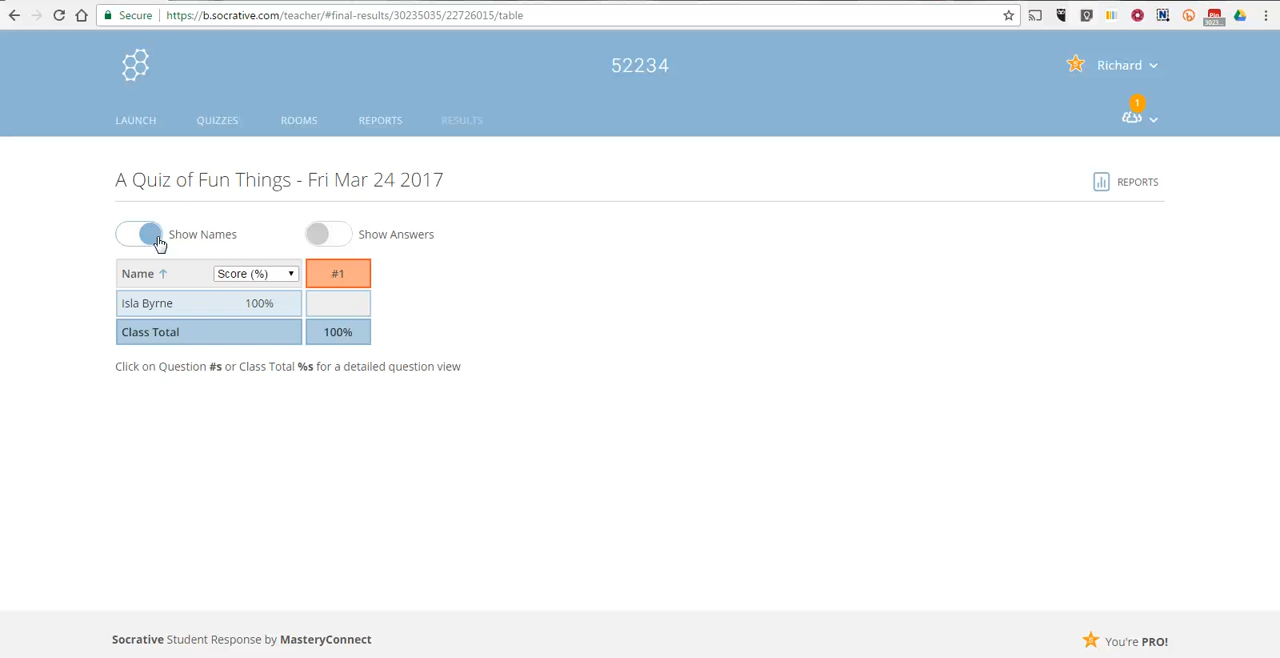 Secure https://b.socrative.com/teacher/#final-results/30235035/22726015/table
52234
Richard
1
LAUNCH QUIZZES ROOMS REPORTS RESULTS
A Quiz of Fun Things - Fri Mar 24 2017
REPORTS
Show Names Show Answers
Name Score (%) #1
Isla Byrne 100%
Class Total 100%
Click on Question #s or Class Total %s for a detailed question view
Socrative Student Response by MasteryConnect
You're PRO!